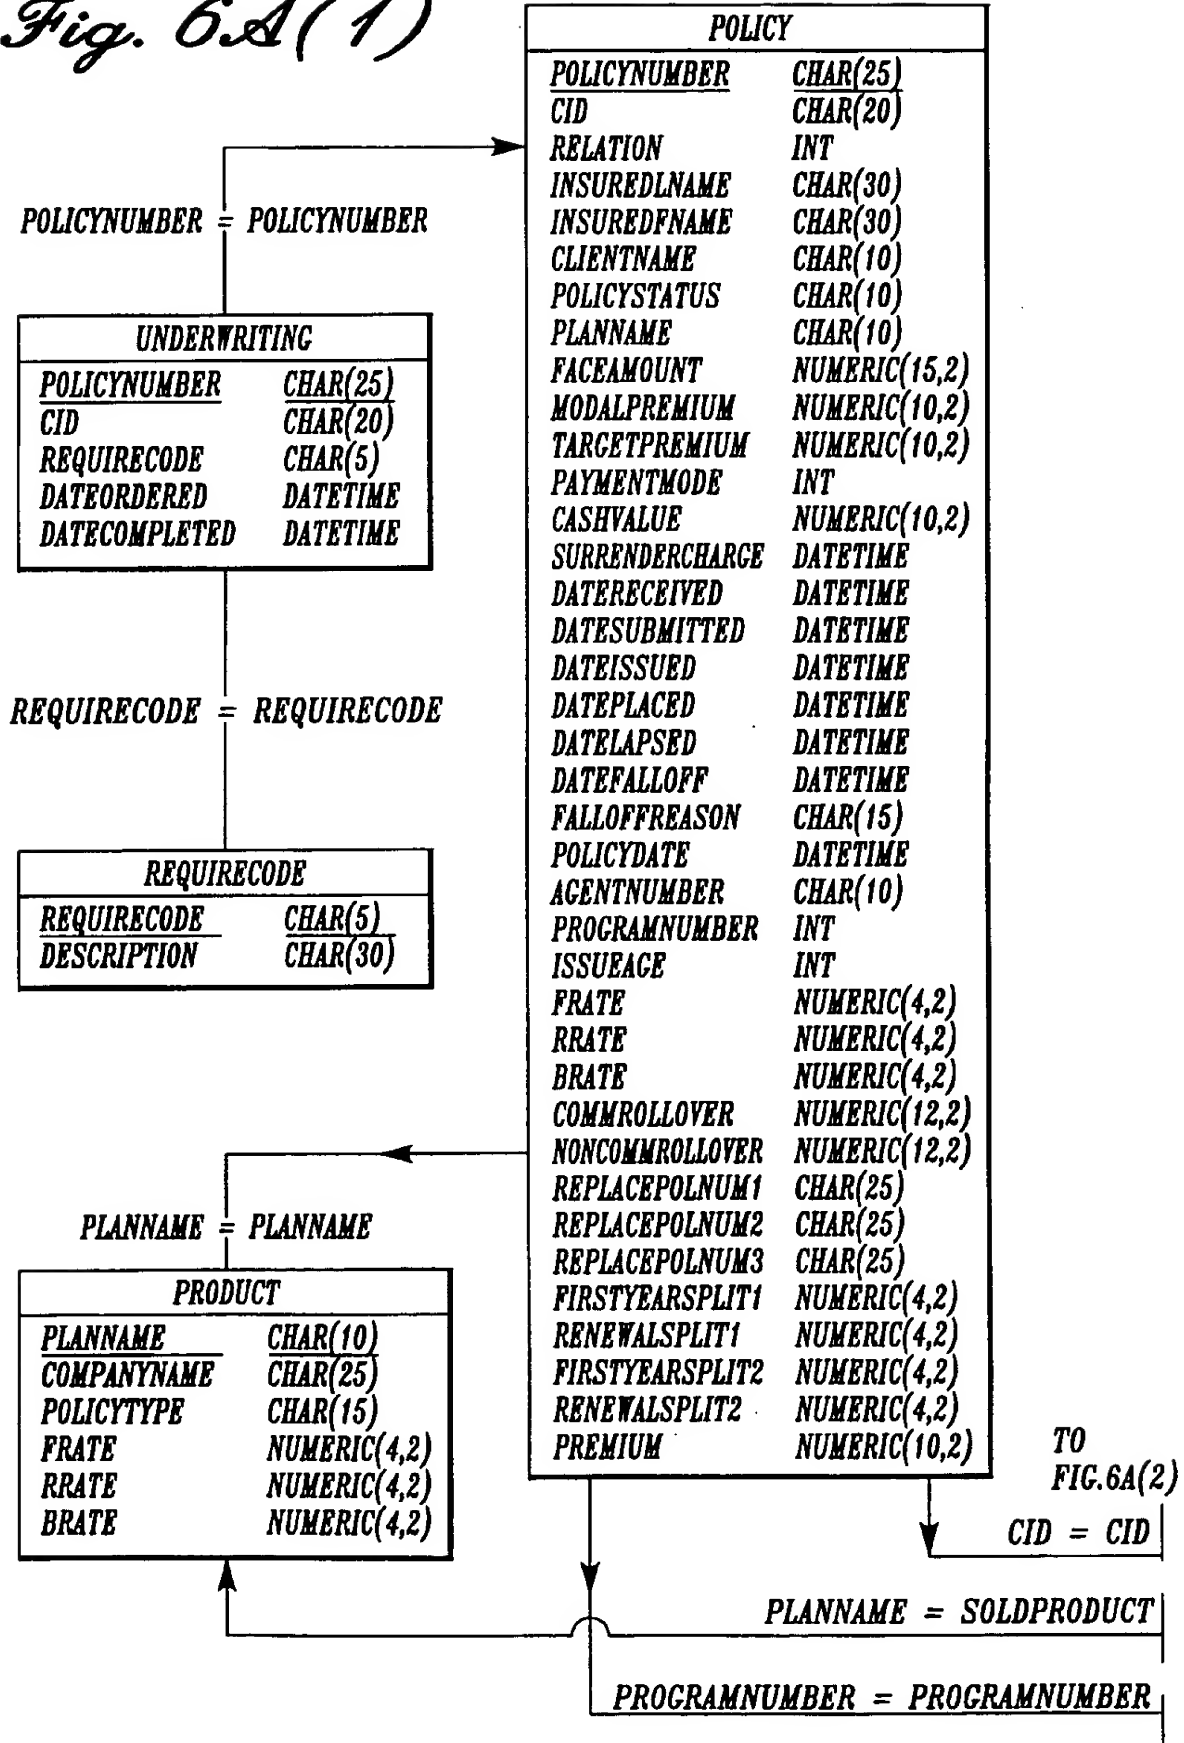 Fig. 6A(1)
POLICY
POLICYNUMBER CHAR(25)
CID CHAR(20)
RELATION INT
INSUREDLNAME CHAR(30)
INSUREDFNAME CHAR(30)
CLIENTNAME CHAR(10)
POLICYSTATUS CHAR(10)
PLANNAME CHAR(10)
FACEAMOUNT NUMERIC(15,2)
MODALPREMIUM NUMERIC(10,2)
TARGETPREMIUM NUMERIC(10,2)
PAYMENTMODE INT
CASHVALUE NUMERIC(10,2)
SURRENDERCHARGE DATETIME
DATERECEIVED DATETIME
DATESUBMITTED DATETIME
DATEISSUED DATETIME
DATEPLACED DATETIME
DATELAPSED DATETIME
DATEFALLOFF DATETIME
FALLOFFREASON CHAR(15)
POLICYDATE DATETIME
AGENTNUMBER CHAR(10)
PROGRAMNUMBER INT
ISSUEAGE INT
FRATE NUMERIC(4,2)
RRATE NUMERIC(4,2)
BRATE NUMERIC(4,2)
COMMROLLOVER NUMERIC(12,2)
NONCOMMROLLOVER NUMERIC(12,2)
REPLACEPOLNUM1 CHAR(25)
REPLACEPOLNUM2 CHAR(25)
REPLACEPOLNUM3 CHAR(25)
FIRSTYEARSPLIT1 NUMERIC(4,2)
RENEWALSPLIT1 NUMERIC(4,2)
FIRSTYEARSPLIT2 NUMERIC(4,2)
RENEWALSPLIT2 NUMERIC(4,2)
PREMIUM NUMERIC(10,2)
POLICYNUMBER = POLICYNUMBER
UNDERWRITING
POLICYNUMBER CHAR(25)
CID CHAR(20)
REQUIRECODE CHAR(5)
DATEORDERED DATETIME
DATECOMPLETED DATETIME
REQUIRECODE = REQUIRECODE
REQUIRECODE
REQUIRECODE CHAR(5)
DESCRIPTION CHAR(30)
PLANNAME = PLANNAME
PRODUCT
PLANNAME CHAR(10)
COMPANYNAME CHAR(25)
POLICYTYPE CHAR(15)
FRATE NUMERIC(4,2)
RRATE NUMERIC(4,2)
BRATE NUMERIC(4,2)
TO
FIG.6A(2)
CID = CID
PLANNAME = SOLDPRODUCT
PROGRAMNUMBER = PROGRAMNUMBER